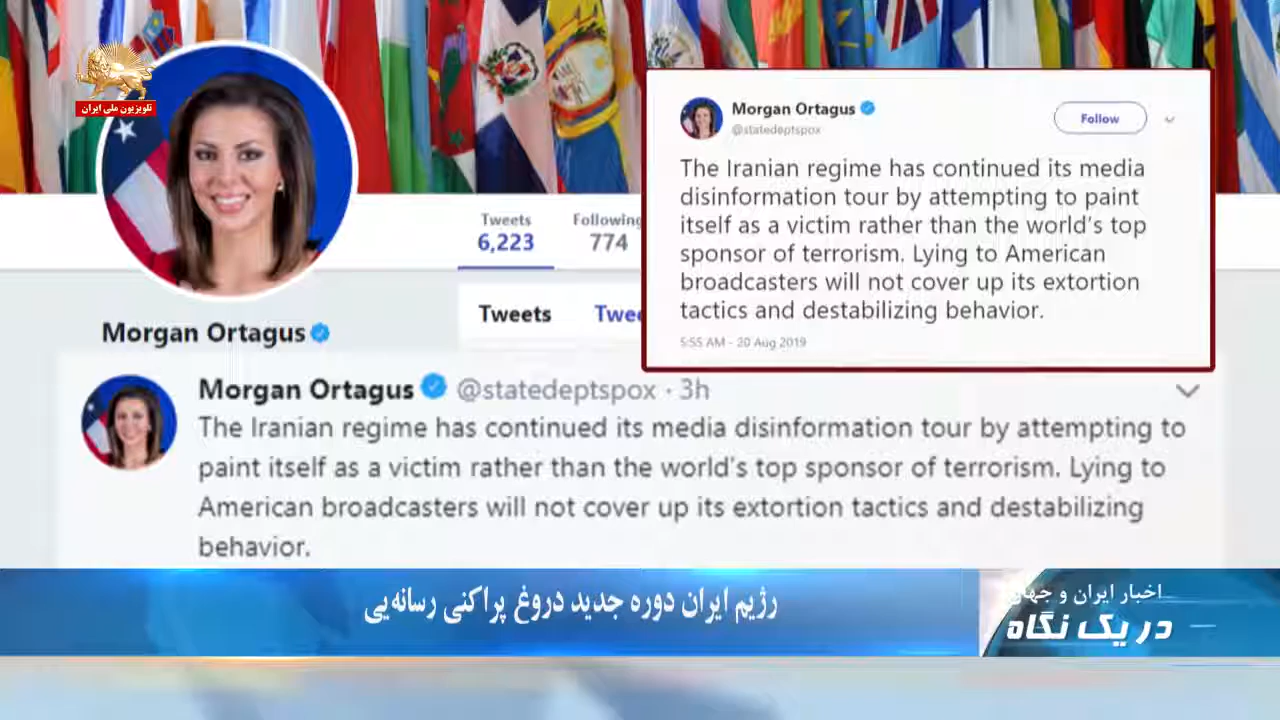 تلویزیون ملی ایران
Morgan Ortagus
@statedeptspox
Follow
The Iranian regime has continued its media
disinformation tour by attempting to paint
itself as a victim rather than the world's top
sponsor of terrorism. Lying to American
broadcasters will not cover up its extortion
tactics and destabilizing behavior.
5:55 AM - 20 Aug 2019
Tweets
Following
6,223
774
Tweets
Morgan Ortagus
Morgan Ortagus @statedeptspox · 3h
The Iranian regime has continued its media disinformation tour by attempting to
paint itself as a victim rather than the world's top sponsor of terrorism. Lying to
American broadcasters will not cover up its extortion tactics and destabilizing
behavior.
رژیم ایران دوره جدید دروغ پراکنی رسانه‌یی
اخبار ایران و جهان
در یک نگاه